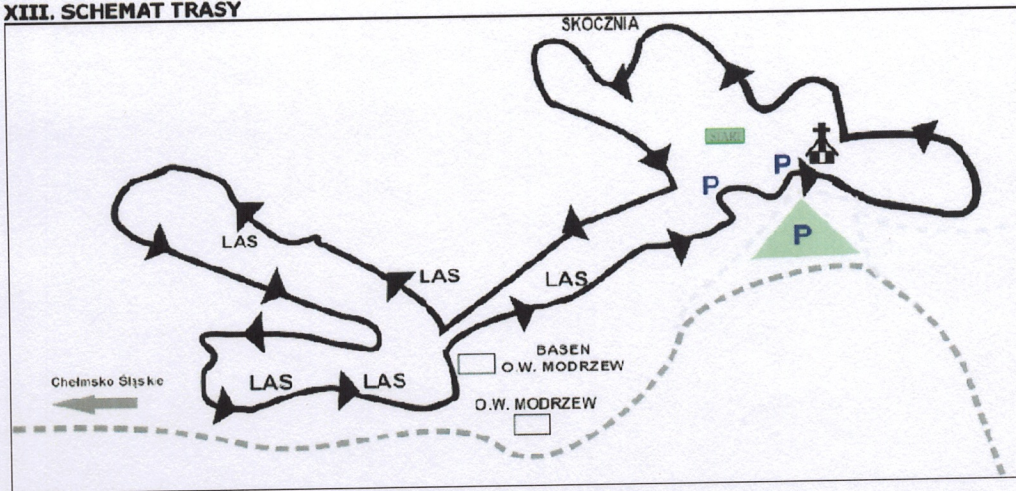 XIII. SCHEMAT TRASY
SKOCZNIA
START
P
P
P
LAS
LAS
LAS
LAS
LAS
BASEN
O.W. MODRZEW
O.W. MODRZEW
Chełmsko Śląskie